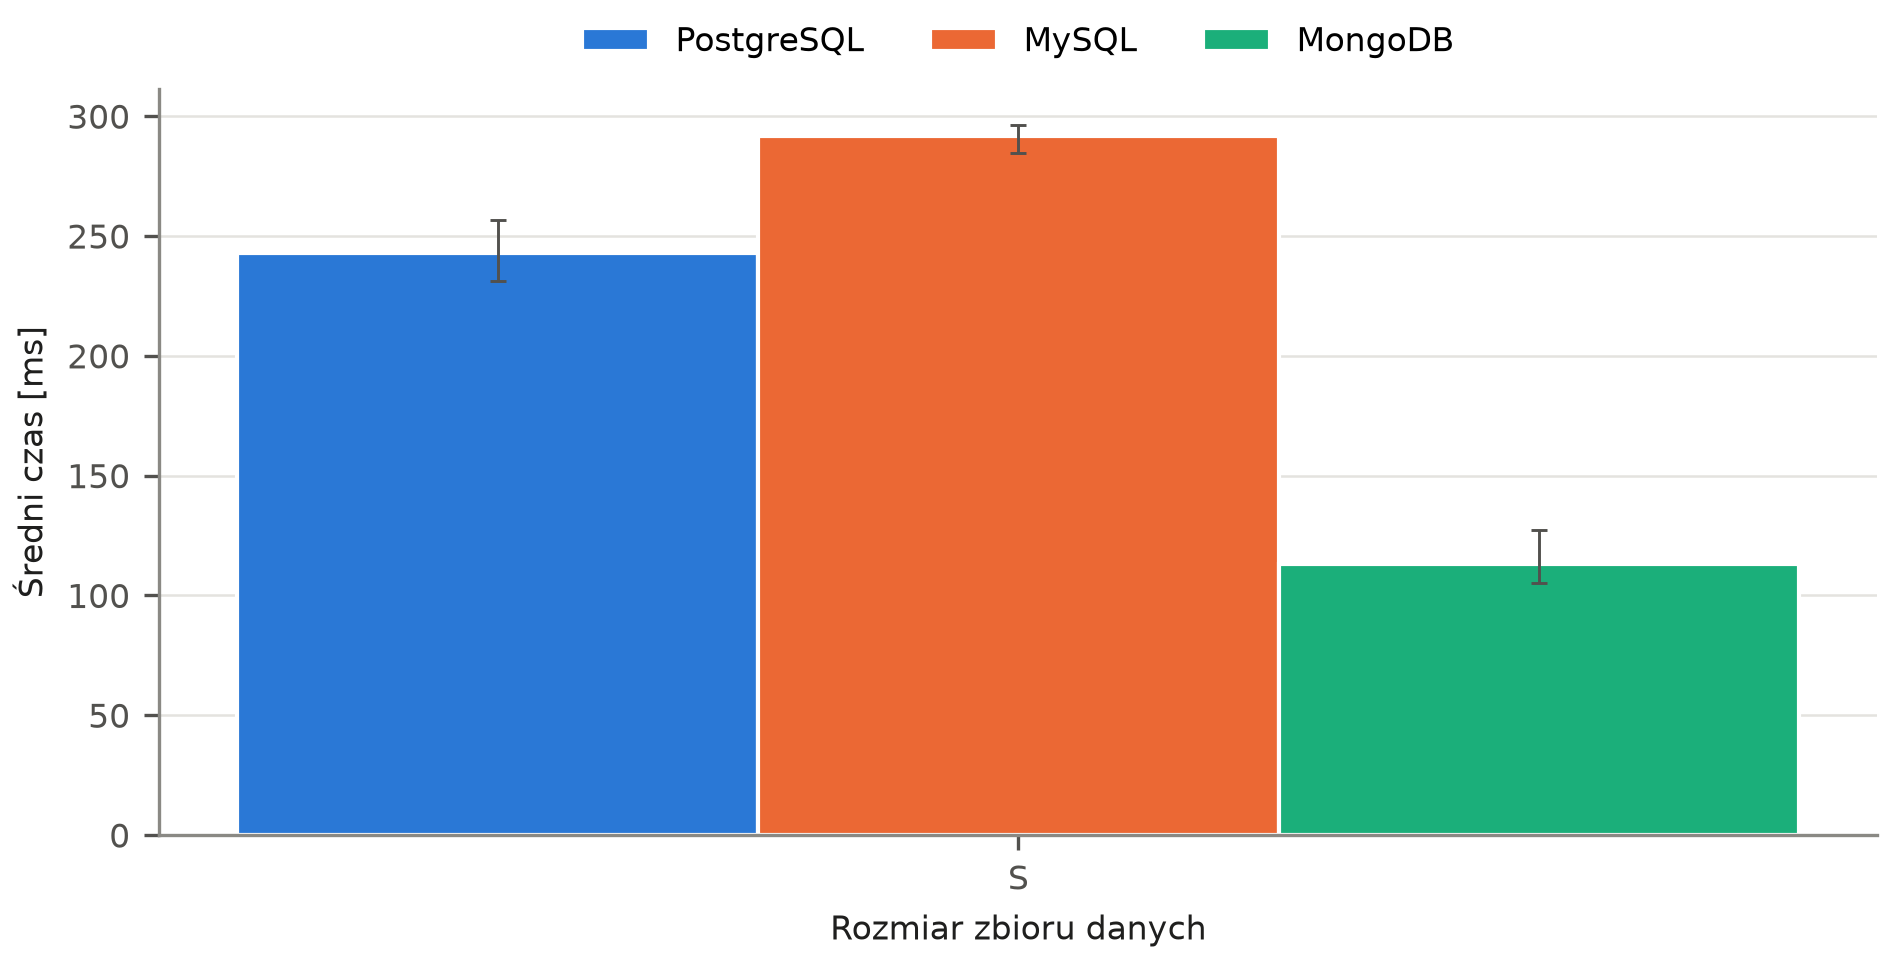 PostgreSQL MySQL MongoDB
300
250
200
150
100
50
0
Średni czas [ms]
S
Rozmiar zbioru danych